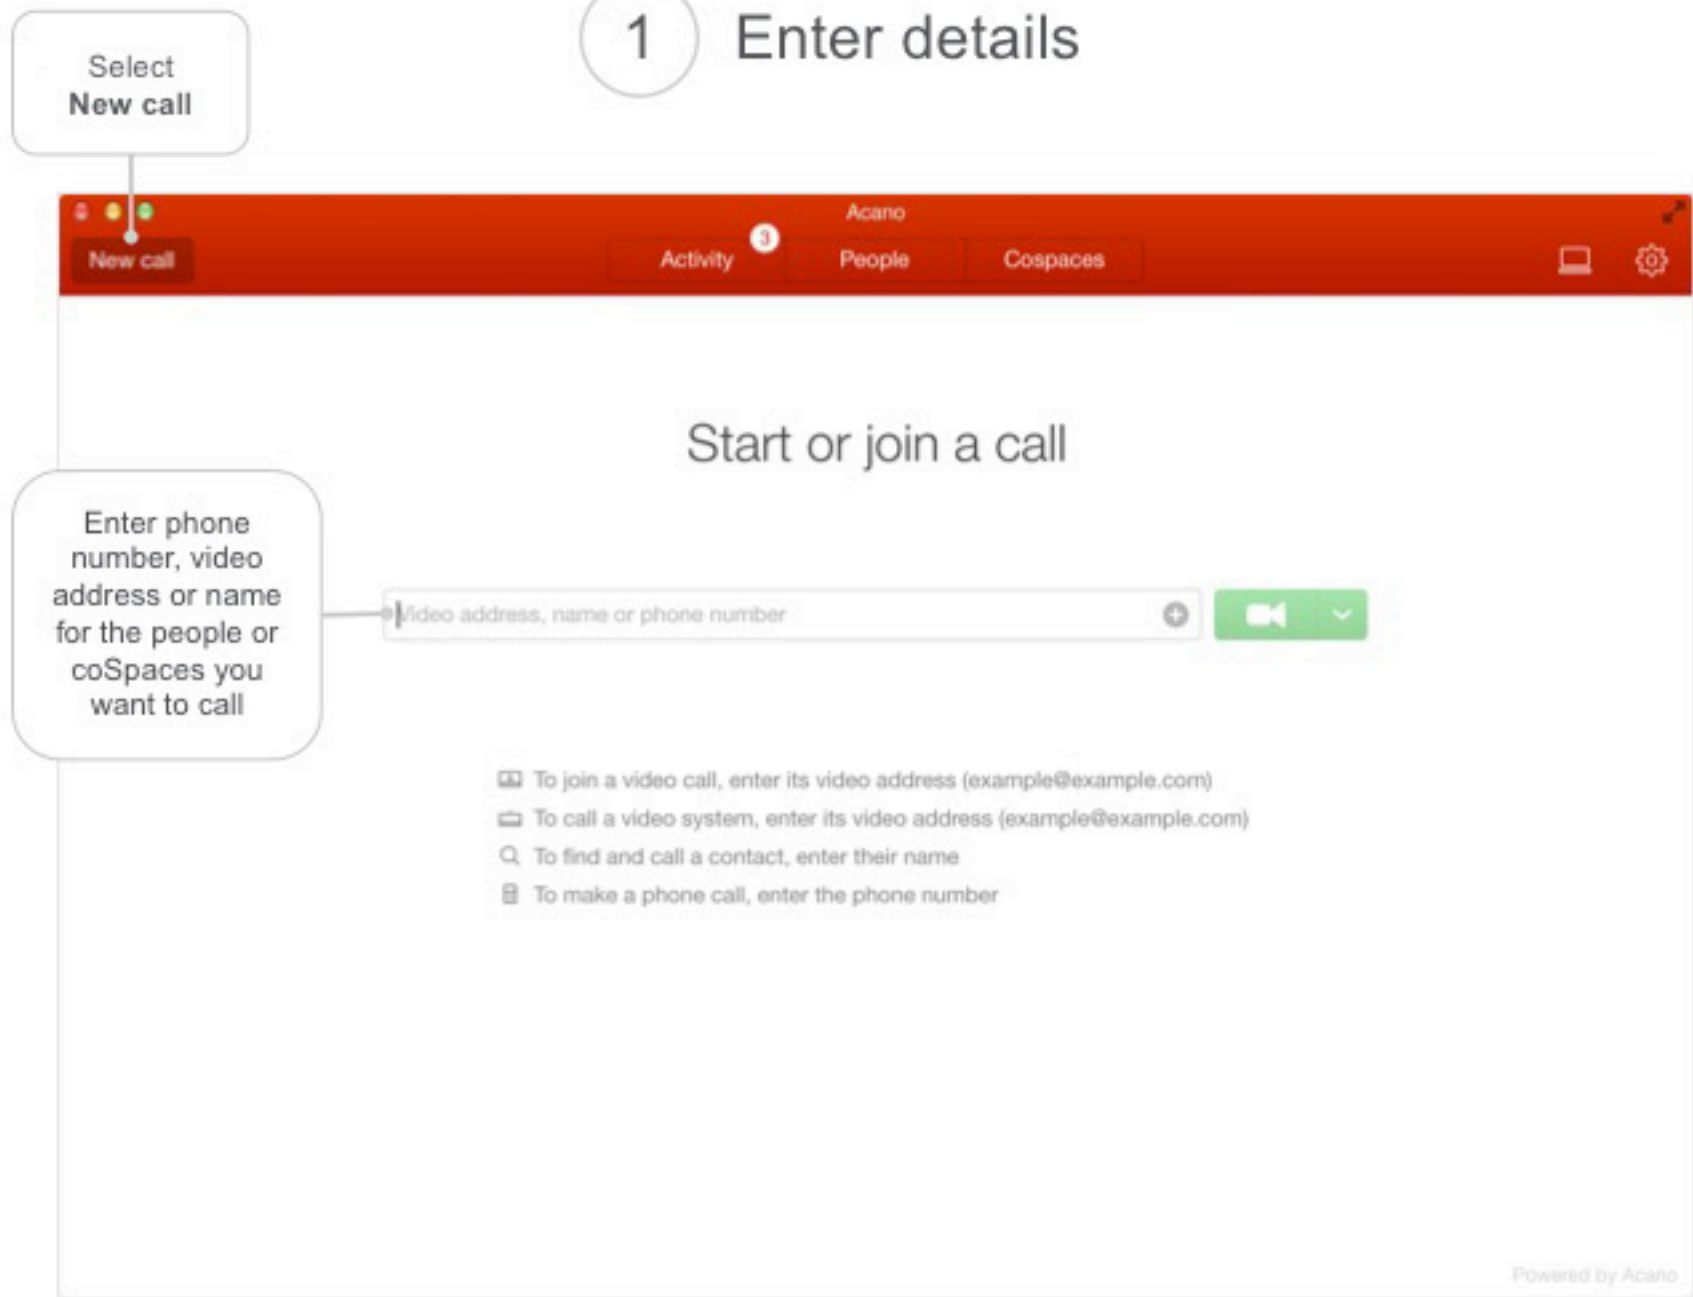 1 Enter details
Select
New call
Acano
New call
Activity 3 People Cospaces
Start or join a call
Enter phone
number, video
address or name
for the people or
coSpaces you
want to call
Video address, name or phone number
To join a video call, enter its video address (example@example.com)
To call a video system, enter its video address (example@example.com)
To find and call a contact, enter their name
To make a phone call, enter the phone number
Powered by Acano